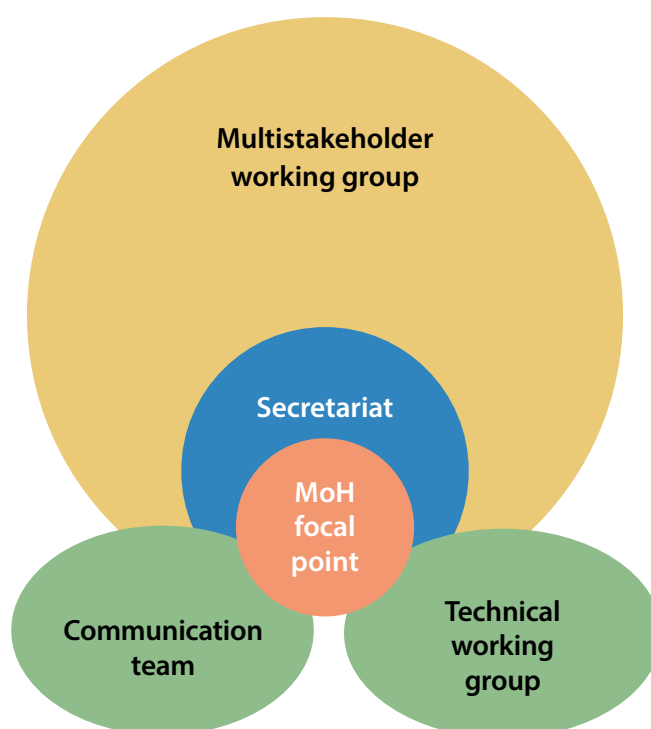 Multistakeholder
working group
Secretariat
MoH
focal
point
Communication
team
Technical
working
group